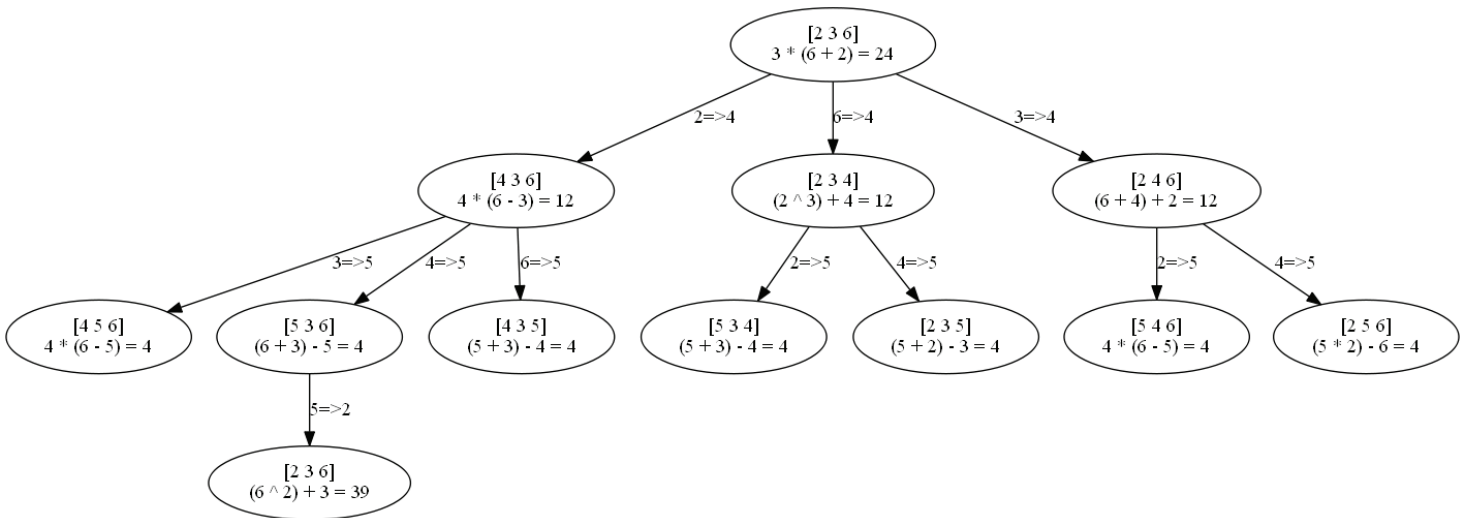 [2 3 6]
3 * (6 + 2) = 24
2=>4
6=>4
3=>4
[4 3 6]
4 * (6 - 3) = 12
[2 3 4]
(2 ^ 3) + 4 = 12
[2 4 6]
(6 + 4) + 2 = 12
3=>5
4=>5
6=>5
2=>5
4=>5
2=>5
4=>5
[4 5 6]
4 * (6 - 5) = 4
[5 3 6]
(6 + 3) - 5 = 4
[4 3 5]
(5 + 3) - 4 = 4
[5 3 4]
(5 + 3) - 4 = 4
[2 3 5]
(5 + 2) - 3 = 4
[5 4 6]
4 * (6 - 5) = 4
[2 5 6]
(5 * 2) - 6 = 4
5=>2
[2 3 6]
(6 ^ 2) + 3 = 39